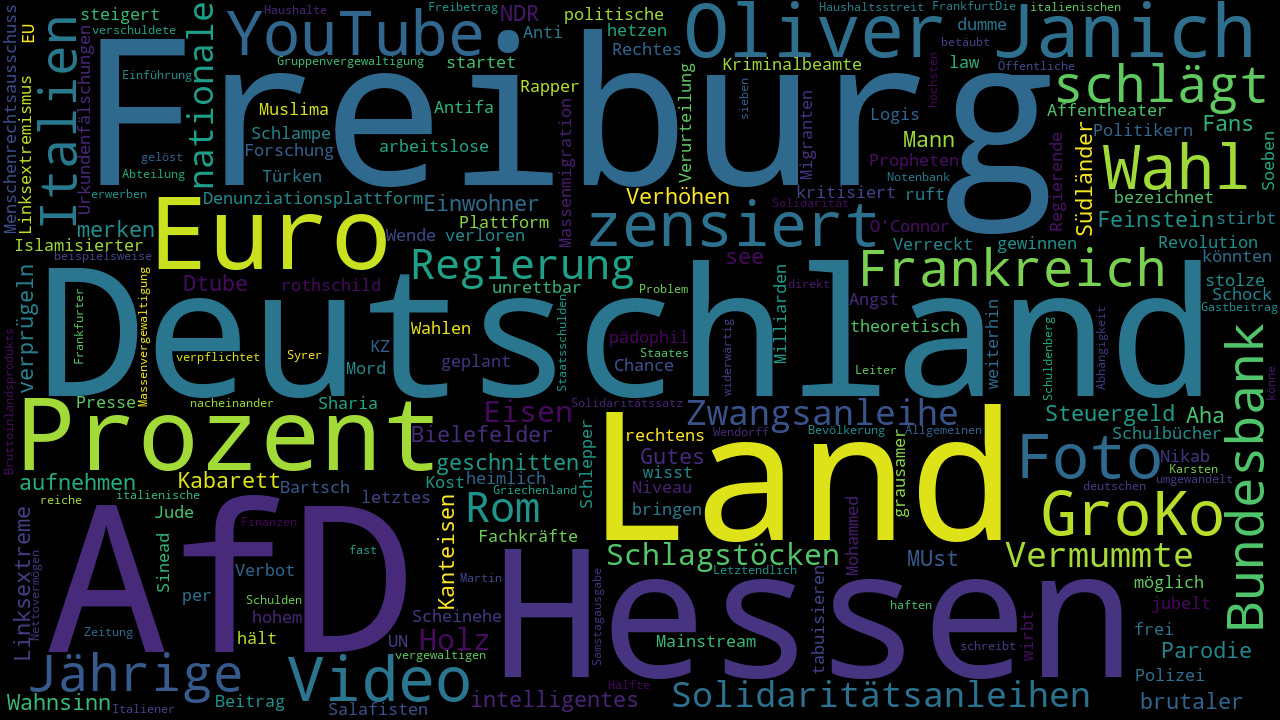 Freiburg
Deutschland
AfD
Land
Hessen
Prozent
Euro
YouTube
Oliver Janich
schlägt
Wahl
zensiert
Frankreich
Regierung
Italien
nationale
Bundesbank
Foto
GroKo
Video
Jährige
Solidaritätsanleihen
Zwangsanleihe
Rom
Eisen
Holz
Schlagstöcken
Vermummte
Kanteisen
geschnitten
Bielefelder
intelligentes
Wahnsinn
brutaler
Parodie
Steuergeld
Aha
Schulbücher
Nikab
Karsten
umgewandelt
deutschen
Menschenrechtsausschuss
EU
Linksextremismus
Urkundenfälschungen
steigert
verschuldete
Einführung
gelöst
Abteilung
erwerben
merken
Islamisierter
beispielsweise
verprügeln
Frankfurter
Massenvergewaltigung
Bruttoinlandsprodukts
Haushalte
Gruppenvergewaltigung
Muslima
Schlampe
Forschung
Türken
arbeitslose
Antifa
Denunziationsplattform
Einwohner
Plattform
Wende
verloren
Dtube
rothschild
unrettbar
verpflichtet
Syrer
KZ
Mord
Wahlen
geplant
nacheinander
Sharia
Presse
Freibetrag
NDR
Anti
startet
Rapper
politische
hetzen
Rechtes
Massenmigration
Verurteilung
Kriminalbeamte
sieben
Migranten
Verhöhen
Solidarität
kritisiert
Haushaltsstreit
FrankfurtDie
italienischen
dumme
betäubt
law
höchsten
Öffentliche
Affentheater
Logis
Mann
Propheten
Notenbank
ruft
O'Connor
Regierende
Südländer
Politikern
Fans
Soeben
bezeichnet
Feinstein
stirbt
Verreckt
gewinnen
Revolution
könnten
stolze
Schock
Gastbeitrag
see
Problem
direkt
Angst
theoretisch
pädophil
Staates
Chance
widerwärtig
Milliarden
Staatsschulden
weiterhin
Leiter
Schuldenberg
Abhängigkeit
könne
Solidaritätssatz
rechtens
Wendorff
Bevölkerung
Allgemeinen
Gutes
wisst
Niveau
bringen
grausamer
Mohammed
Schlepper
Griechenland
heimlich
Kost
Kabarett
Bartsch
letztes
aufnehmen
reiche
italienische
Jude
Finanzen
Linksextreme
Nettovermögen
Sinead
Verbot
per
Schulden
hohem
hält
Zeitung
fast
Fachkräfte
Martin
Scheinehe
UN
vergewaltigen
Samstagsausgabe
Mainstream
Letztendlich
MUst
haften
tabuisieren
schreibt
wirbt
möglich
jubelt
frei
Polizei
Italiener
Beitrag
Salafisten
Hälfte